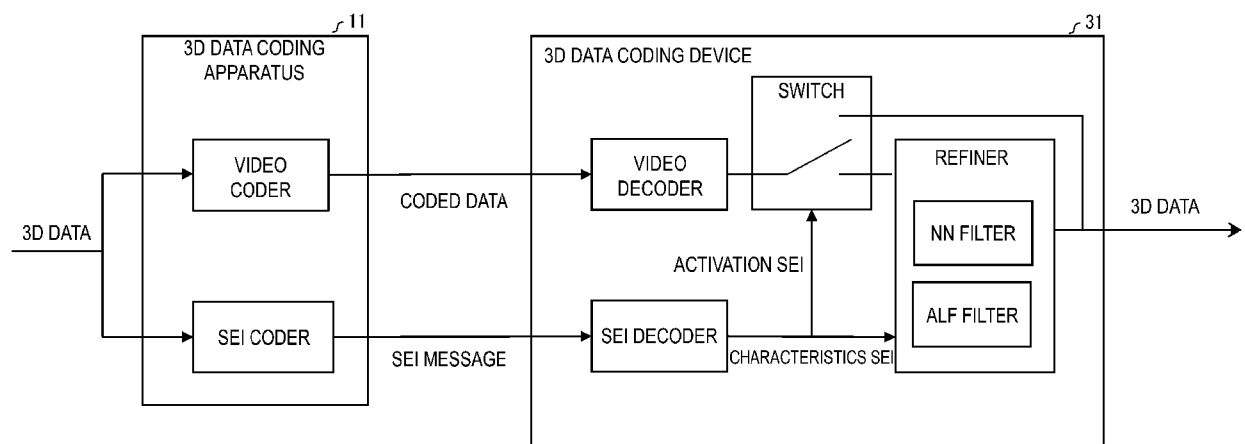 11
31
3D DATA CODING
APPARATUS
3D DATA CODING DEVICE
SWITCH
VIDEO
CODER
VIDEO
DECODER
REFINER
CODED DATA
3D DATA
3D DATA
NN FILTER
ACTIVATION SEI
ALF FILTER
SEI CODER
SEI DECODER
SEI MESSAGE
CHARACTERISTICS SEI